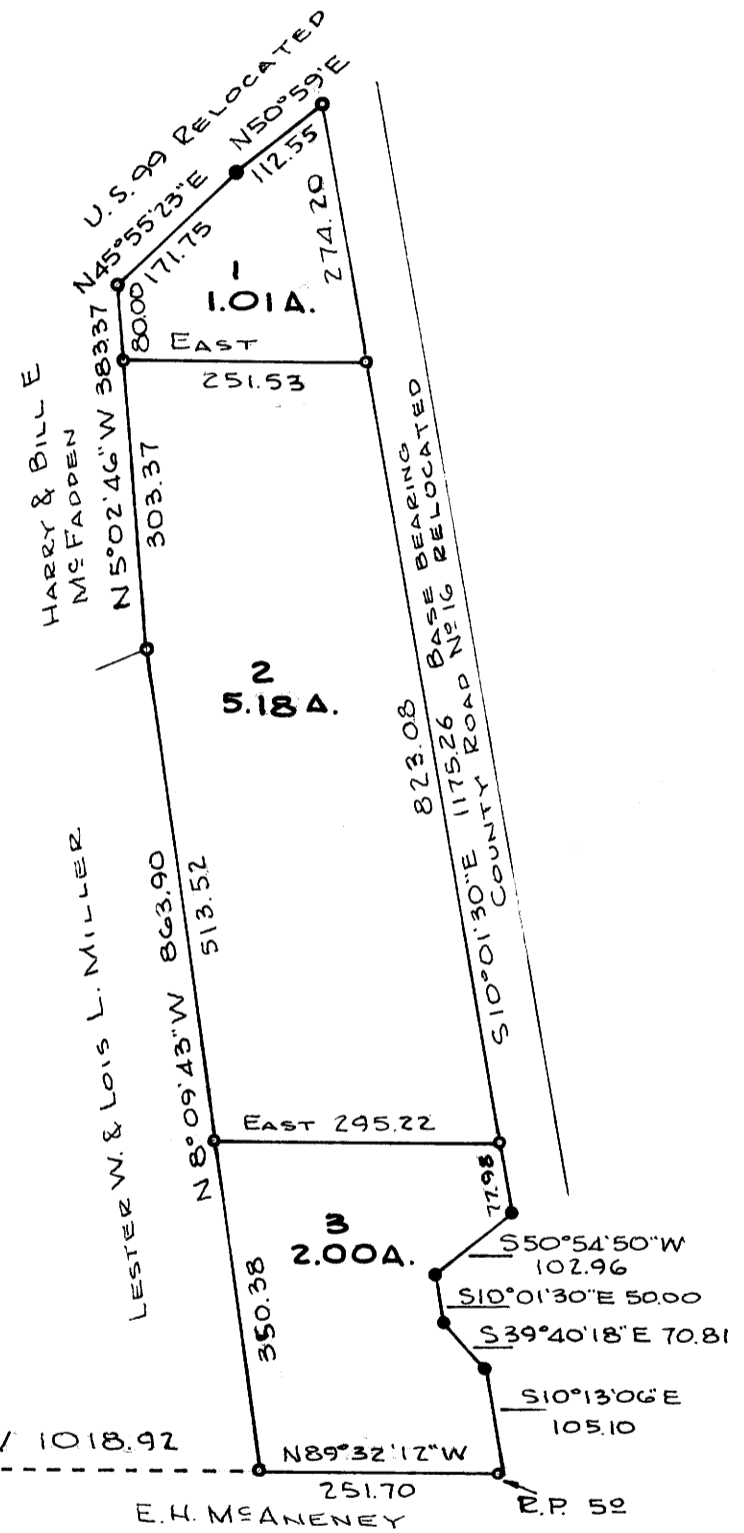 U.S. 99 RELOCATED
N50°59'E
112.55
N45°55'23"E
171.75
274.20
1
1.01 A.
80.00
EAST
251.53
HARRY & BILL E
McFADDEN
N5°02'46"W 383.37
303.37
2
5.18 A.
823.08
S10°01'30"E 1175.26 BASE BEARING
COUNTY ROAD No 16 RELOCATED
LESTER W. & LOIS L. MILLER
N8°09'43"W 863.90
513.52
EAST 295.22
77.98
3
2.00A.
350.38
S50°54'50"W
102.96
S10°01'30"E 50.00
S39°40'18"E 70.81
S10°13'06"E
105.10
1018.92
N89°32'12"W
251.70
E.H. McANENEY